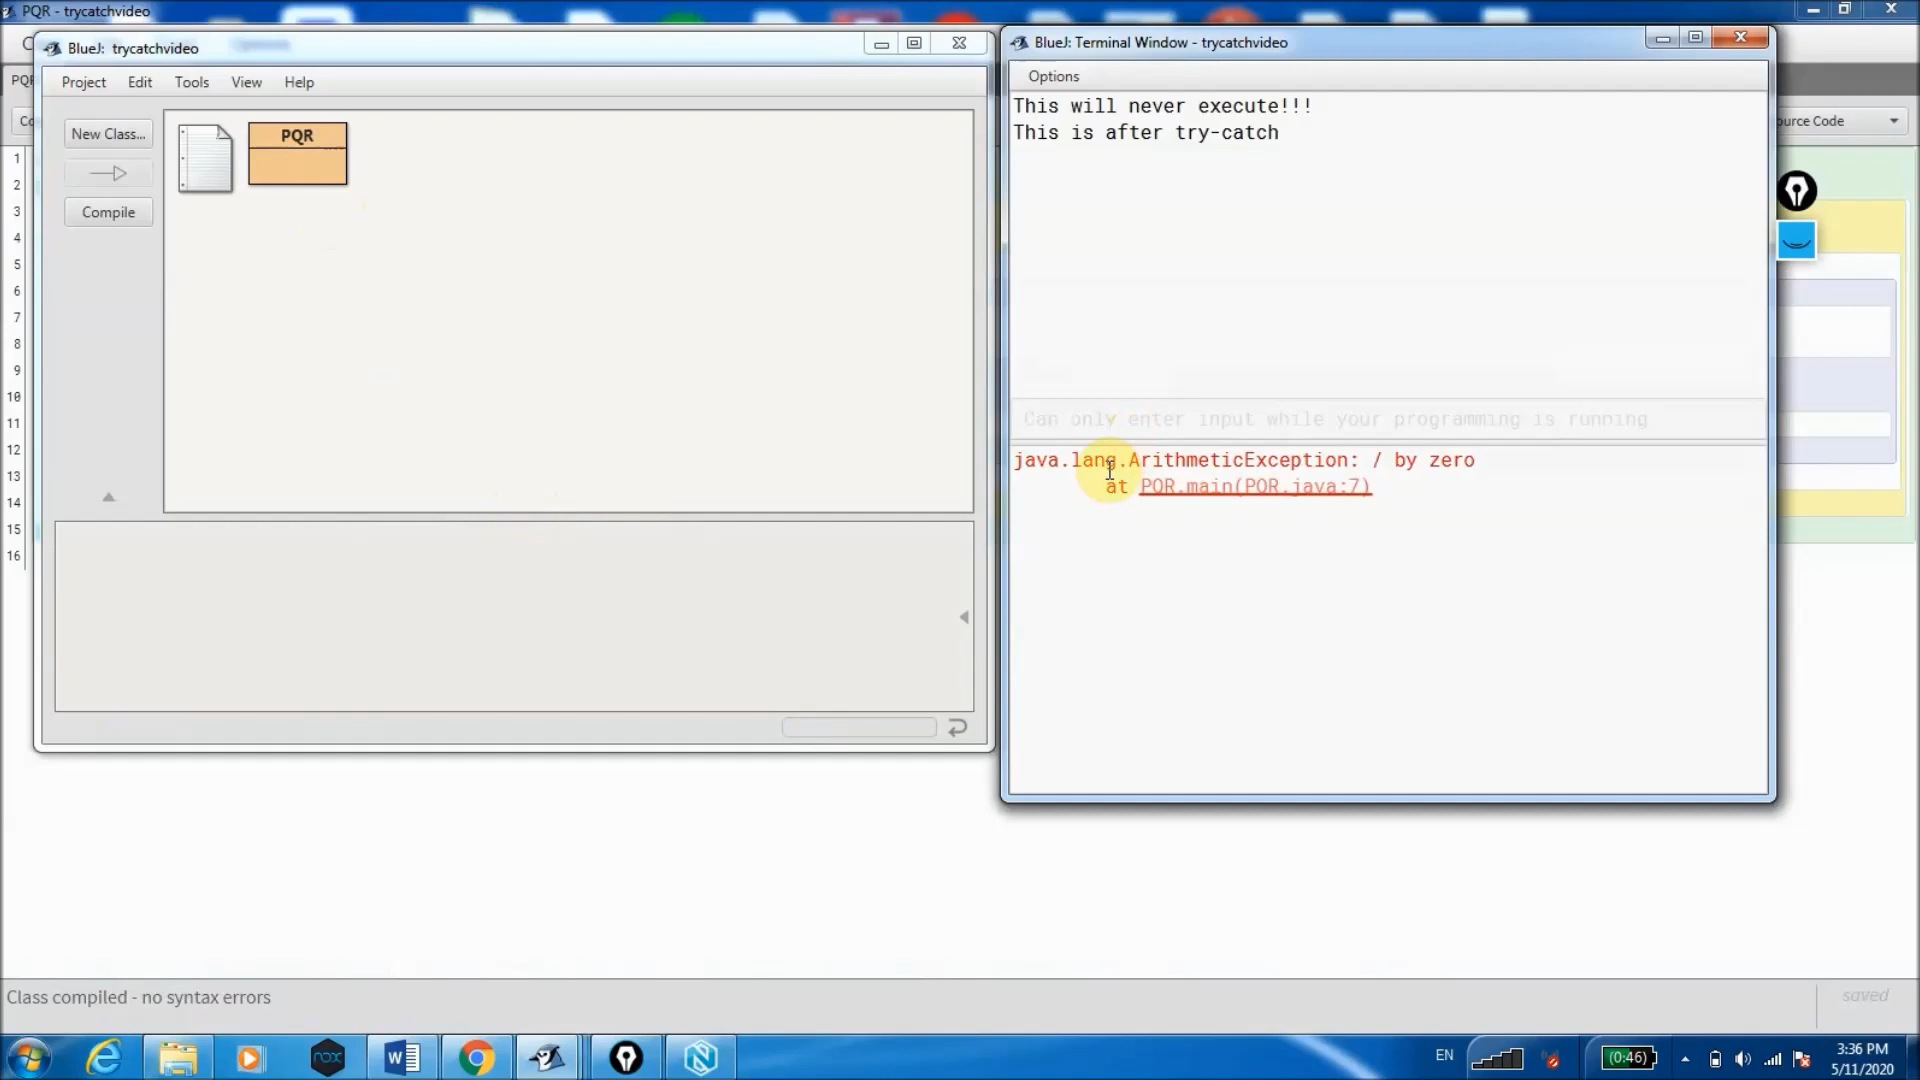 PQR - trycatchvideo
BlueJ: trycatchvideo
Project Edit Tools View Help
New Class...
Compile
PQR
BlueJ: Terminal Window - trycatchvideo
Options
This will never execute!!!
This is after try-catch
Can only enter input while your programming is running
java.lang.ArithmeticException: / by zero
at PQR.main(PQR.java:7)
ource Code
1
2
3
4
5
6
7
8
9
10
11
12
13
14
15
16
Class compiled - no syntax errors
saved
nox
EN
(0:46)
3:36 PM
5/11/2020